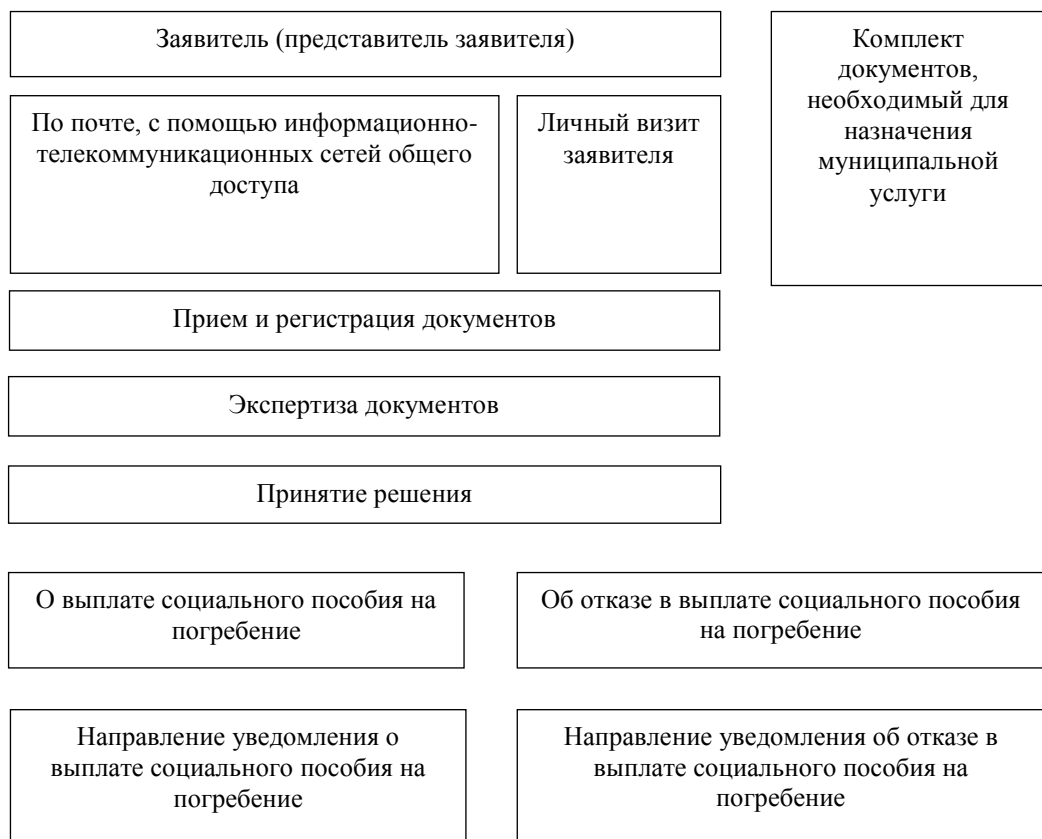 Заявитель (представитель заявителя)
Комплект
документов,
необходимый для
назначения
муниципальной
услуги
По почте, с помощью информационно-
телекоммуникационных сетей общего
доступа
Личный визит
заявителя
Прием и регистрация документов
Экспертиза документов
Принятие решения
О выплате социального пособия на
погребение
Об отказе в выплате социального пособия
на погребение
Направление уведомления о
выплате социального пособия на
погребение
Направление уведомления об отказе в
выплате социального пособия на
погребение